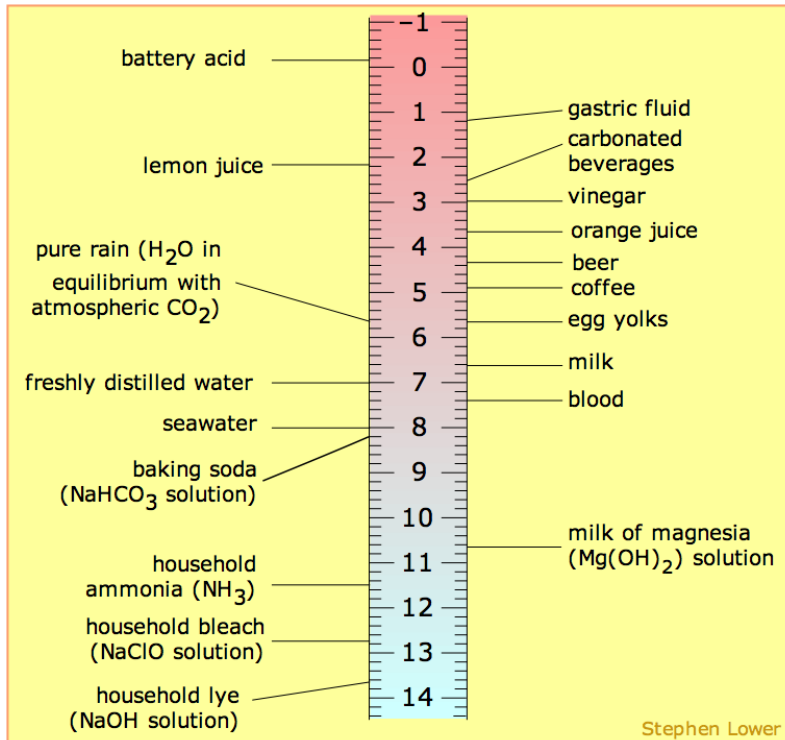 battery acid
lemon juice
pure rain (H₂O in
equilibrium with
atmospheric CO₂)
freshly distilled water
seawater
baking soda
(NaHCO₃ solution)
household
ammonia (NH₃)
household bleach
(NaClO solution)
household lye
(NaOH solution)
−1
0
1
2
3
4
5
6
7
8
9
10
11
12
13
14
gastric fluid
carbonated
beverages
vinegar
orange juice
beer
coffee
egg yolks
milk
blood
milk of magnesia
(Mg(OH)₂) solution
Stephen Lower